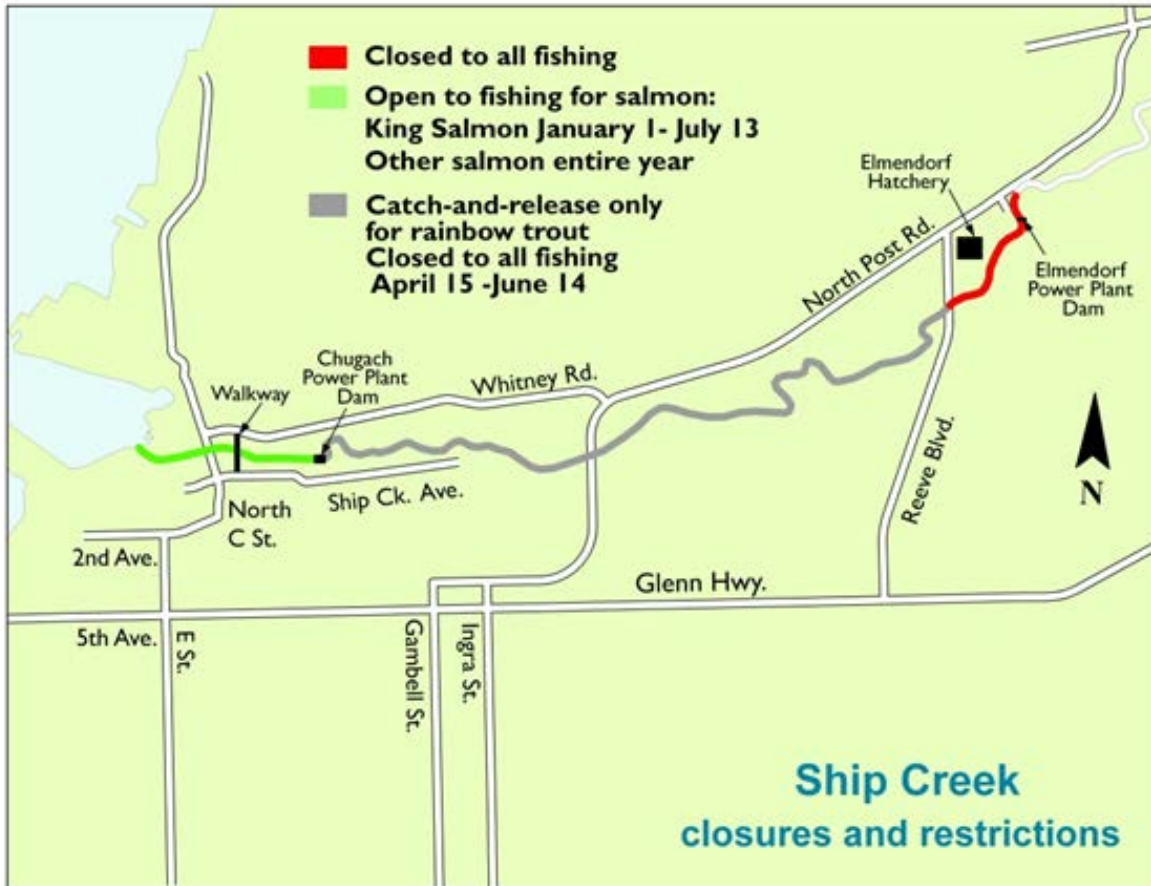 Closed to all fishing
Open to fishing for salmon:
King Salmon January 1- July 13
Other salmon entire year
Catch-and-release only
for rainbow trout
Closed to all fishing
April 15 -June 14
Elmendorf
Hatchery
North Post Rd.
Elmendorf
Power Plant
Dam
Chugach
Power Plant
Dam
Walkway
Whitney Rd.
Reeve Blvd.
N
Ship Ck. Ave.
North
C St.
2nd Ave.
Glenn Hwy.
5th Ave.
E St.
Gambell St.
Ingra St.
Ship Creek
closures and restrictions